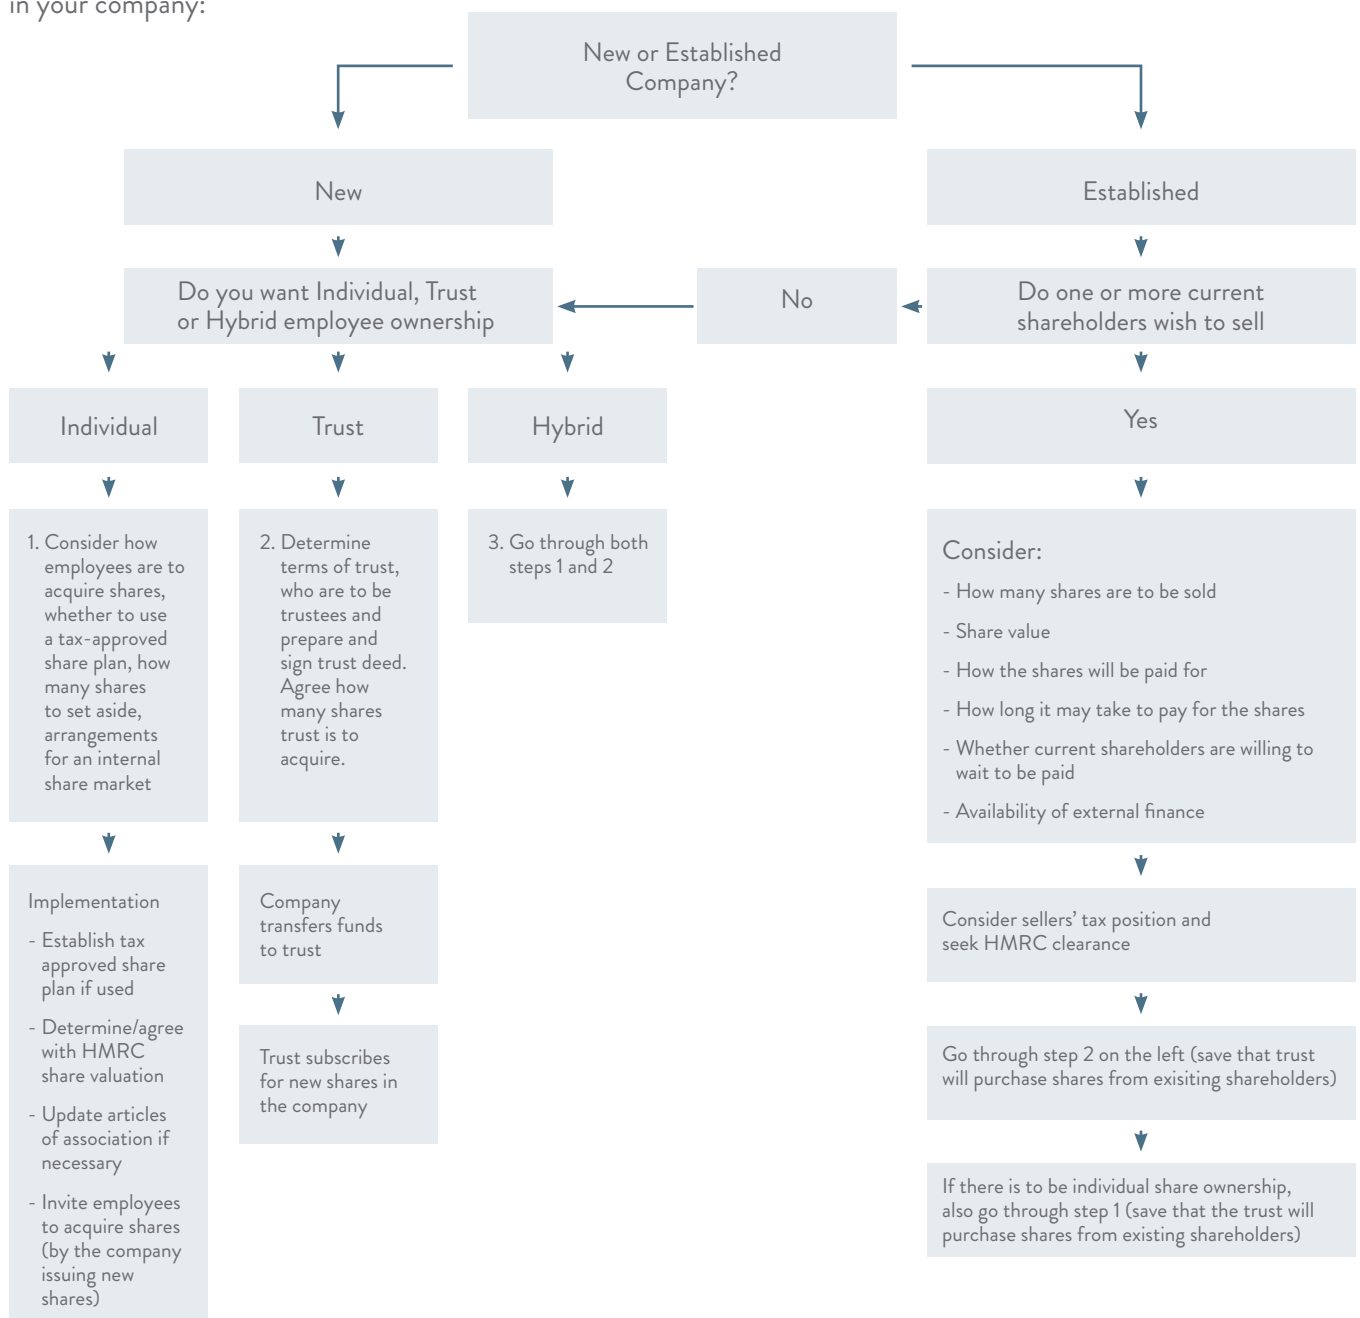 in your company:
New or Established
Company?
New
Established
Do you want Individual, Trust
or Hybrid employee ownership
No
Do one or more current
shareholders wish to sell
Individual
Trust
Hybrid
Yes
1. Consider how
employees are to
acquire shares,
whether to use
a tax-approved
share plan, how
many shares
to set aside,
arrangements
for an internal
share market
2. Determine
terms of trust,
who are to be
trustees and
prepare and
sign trust deed.
Agree how
many shares
trust is to
acquire.
3. Go through both
steps 1 and 2
Consider:
- How many shares are to be sold
- Share value
- How the shares will be paid for
- How long it may take to pay for the shares
- Whether current shareholders are willing to
wait to be paid
- Availability of external finance
Implementation
- Establish tax
approved share
plan if used
- Determine/agree
with HMRC
share valuation
- Update articles
of association if
necessary
- Invite employees
to acquire shares
(by the company
issuing new
shares)
Company
transfers funds
to trust
Trust subscribes
for new shares in
the company
Consider sellers' tax position and
seek HMRC clearance
Go through step 2 on the left (save that trust
will purchase shares from exisiting shareholders)
If there is to be individual share ownership,
also go through step 1 (save that the trust will
purchase shares from existing shareholders)